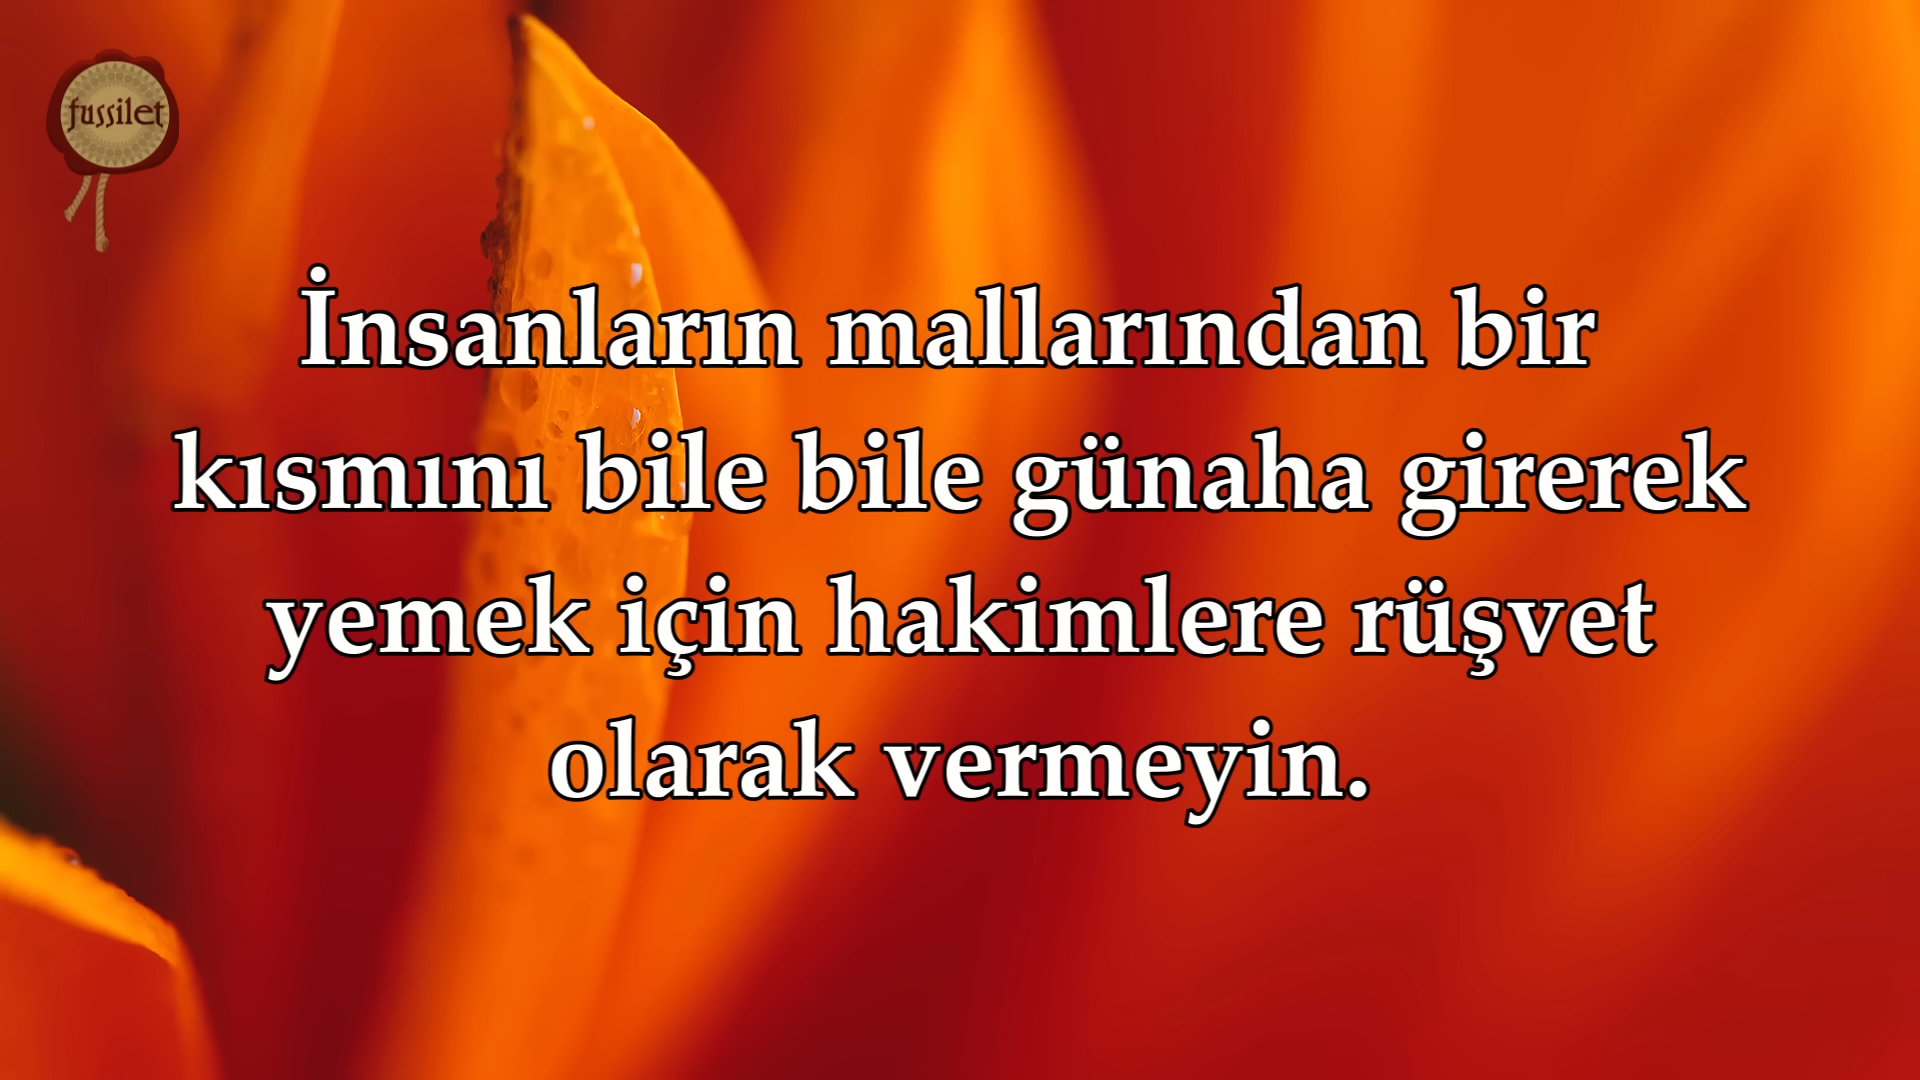 fussilet
İnsanların mallarından bir
kısmını bile bile günaha girerek
yemek için hakimlere rüşvet
olarak vermeyin.